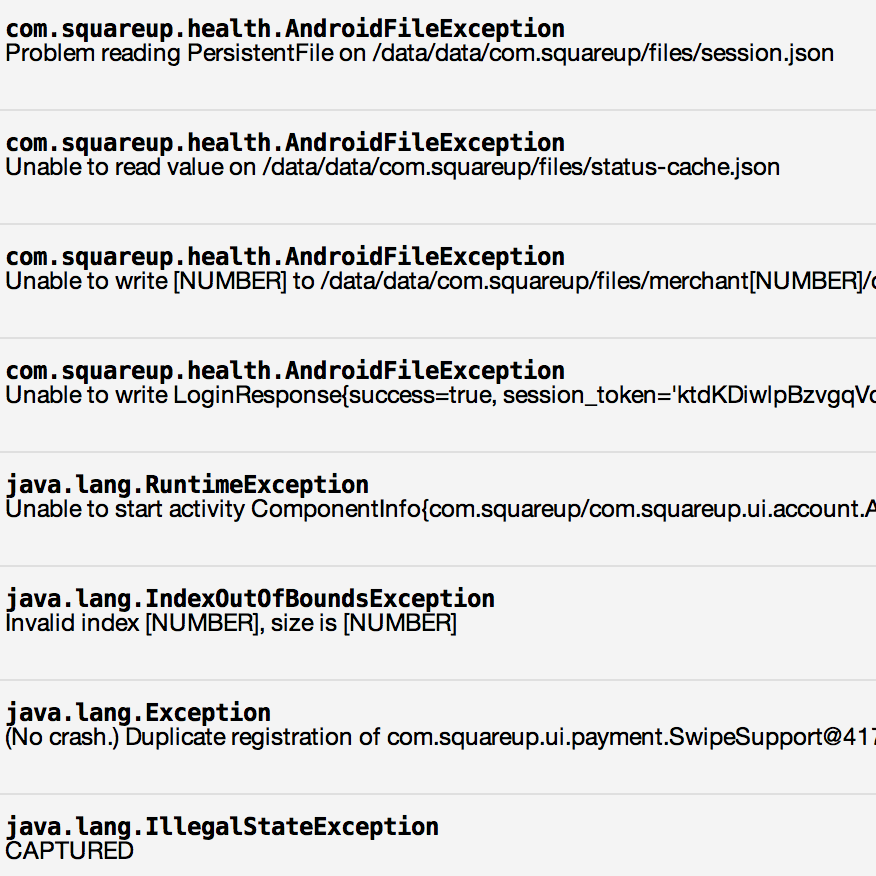 com.squareup.health.AndroidFileException
Problem reading PersistentFile on /data/data/com.squareup/files/session.json
com.squareup.health.AndroidFileException
Unable to read value on /data/data/com.squareup/files/status-cache.json
com.squareup.health.AndroidFileException
Unable to write [NUMBER] to /data/data/com.squareup/files/merchant[NUMBER]/
com.squareup.health.AndroidFileException
Unable to write LoginResponse{success=true, session_token='ktdKDiwlpBzvgqV
java.lang.RuntimeException
Unable to start activity ComponentInfo{com.squareup/com.squareup.ui.account.A
java.lang.IndexOutOfBoundsException
Invalid index [NUMBER], size is [NUMBER]
java.lang.Exception
(No crash.) Duplicate registration of com.squareup.ui.payment.SwipeSupport@417
java.lang.IllegalStateException
CAPTURED